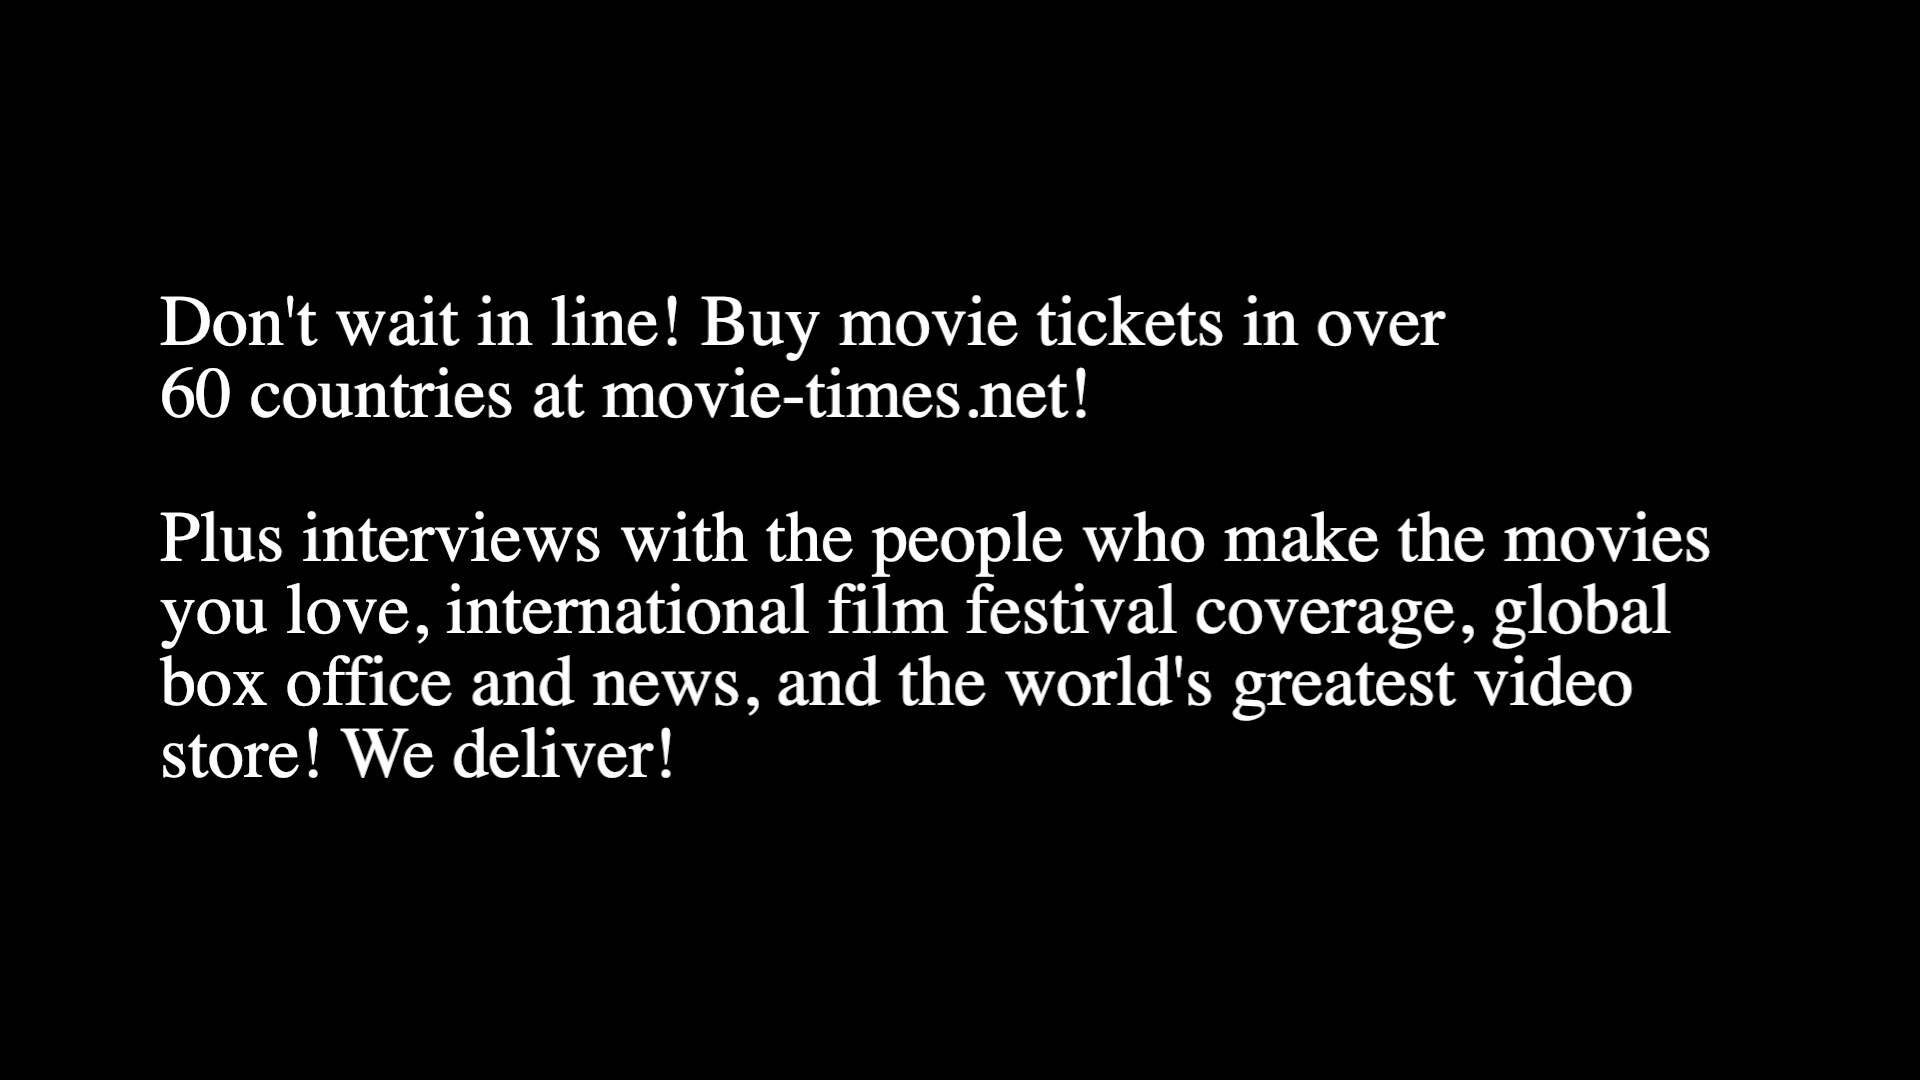 Don't wait in line! Buy movie tickets in over
60 countries at movie-times.net!
Plus interviews with the people who make the movies
you love, international film festival coverage, global
box office and news, and the world's greatest video
store! We deliver!